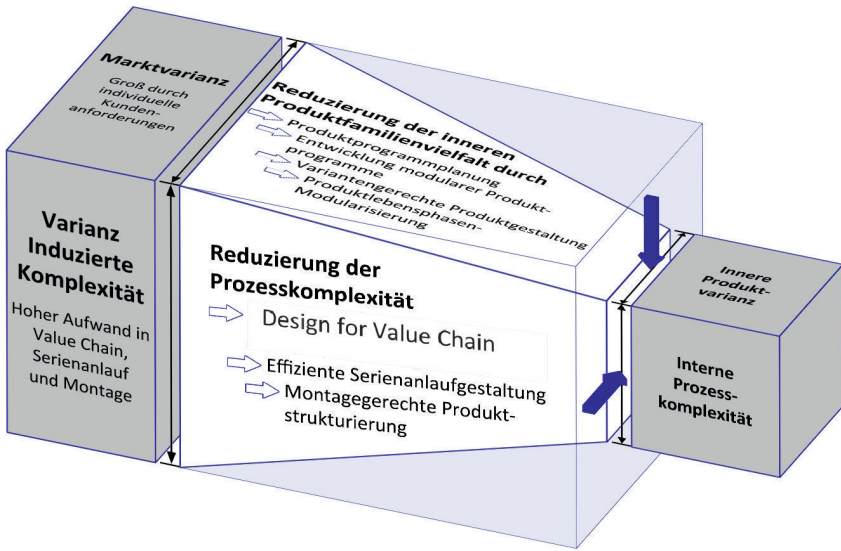 Marktvarianz
Groß durch
individuelle
Kunden-
anforderungen
Varianz
Induzierte
Komplexität
Hoher Aufwand in
Value Chain,
Serienanlauf
und Montage
Reduzierung der inneren
Produktfamilienvielfalt durch
Produktprogrammplanung
Entwicklung modularer Produkt-
programme
Variantengerechte Produktgestaltung
Produktlebensphasen-
Modularisierung
Reduzierung der
Prozesskomplexität
Design for Value Chain
Effiziente Serienanlaufgestaltung
Montagegerechte Produkt-
strukturierung
Innere
Produkt-
varianz
Interne
Prozess-
komplexität